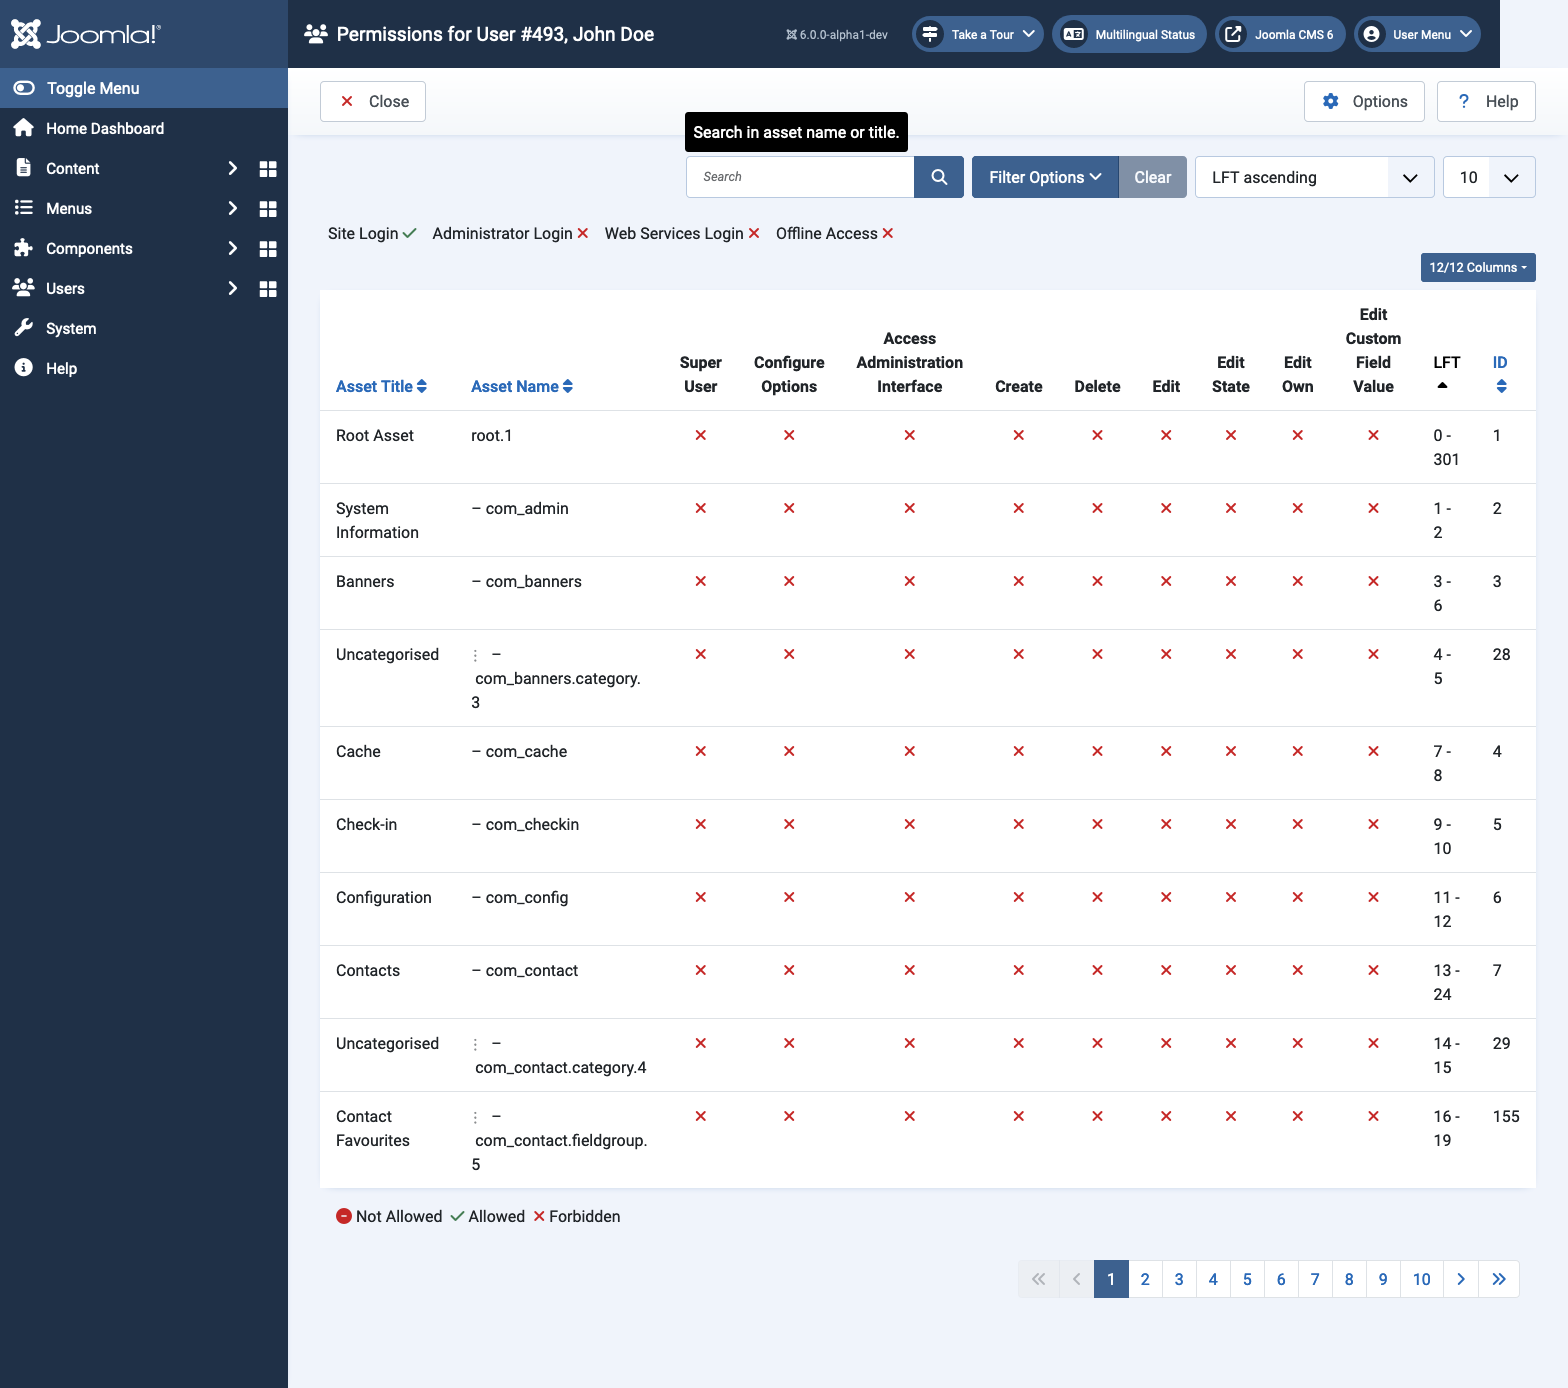 Joomla!®
Permissions for User #493, John Doe
6.0.0-alpha1-dev
Take a Tour
Multilingual Status
Joomla CMS 6
User Menu
Toggle Menu
Home Dashboard
Content
Menus
Components
Users
System
Help
Close
Options
? Help
Search in asset name or title.
Search
Filter Options
Clear
LFT ascending
10
Site Login
Administrator Login
Web Services Login
Offline Access
12/12 Columns
Asset Title
Asset Name
Super
User
Configure
Options
Access
Administration
Interface
Create
Delete
Edit
Edit
State
Edit
Own
Edit
Custom
Field
Value
LFT
ID
Root Asset
root.1
0 -
301
1
System
Information
– com_admin
1 -
2
2
Banners
– com_banners
3 -
6
3
Uncategorised
⋮ –
com_banners.category.
3
4 -
5
28
Cache
– com_cache
7 -
8
4
Check-in
– com_checkin
9 -
10
5
Configuration
– com_config
11 -
12
6
Contacts
– com_contact
13 -
24
7
Uncategorised
⋮ –
com_contact.category.4
14 -
15
29
Contact
Favourites
⋮ –
com_contact.fieldgroup.
5
16 -
19
155
Not Allowed
Allowed
Forbidden
1 2 3 4 5 6 7 8 9 10